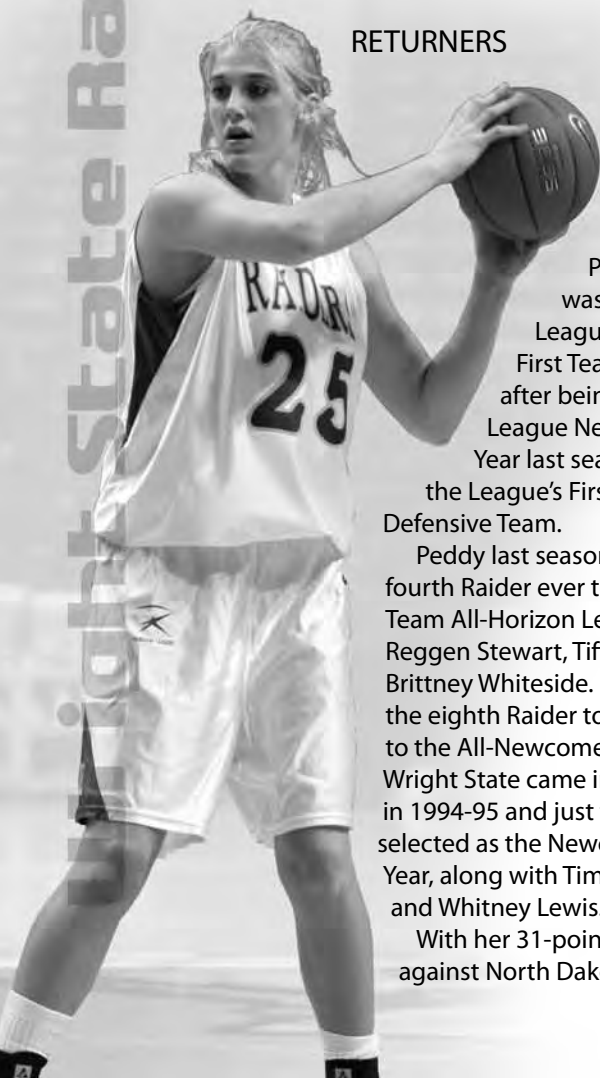 RETURNERS
Wright State Ra
RADR
25
P
was
Leagu
First Tea
after bein
League Ne
Year last sea
the League's Firs
Defensive Team.
Peddy last season
fourth Raider ever t
Team All-Horizon Le
Reggen Stewart, Tif
Brittney Whiteside.
the eighth Raider to
to the All-Newcome
Wright State came i
in 1994-95 and just
selected as the Newc
Year, along with Tim
and Whitney Lewis.
With her 31-poin
against North Dak